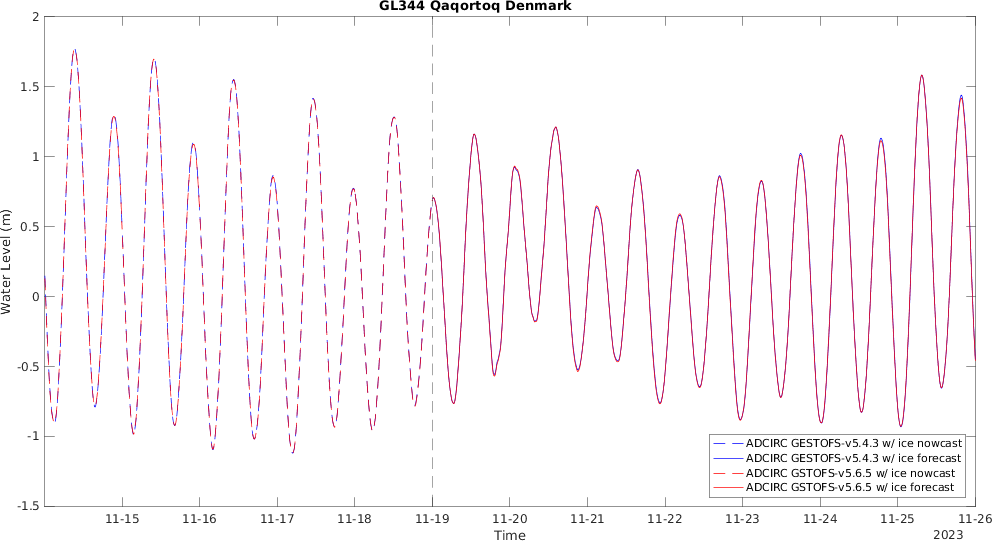 GL344 Qaqortoq Denmark
2
1.5
1
0.5
0
-0.5
-1
-1.5
Water Level (m)
11-15 11-16 11-17 11-18 11-19 11-20 11-21 11-22 11-23 11-24 11-25 11-26
Time
2023
ADCIRC GESTOFS-v5.4.3 w/ ice nowcast
ADCIRC GESTOFS-v5.4.3 w/ ice forecast
ADCIRC GSTOFS-v5.6.5 w/ ice nowcast
ADCIRC GSTOFS-v5.6.5 w/ ice forecast